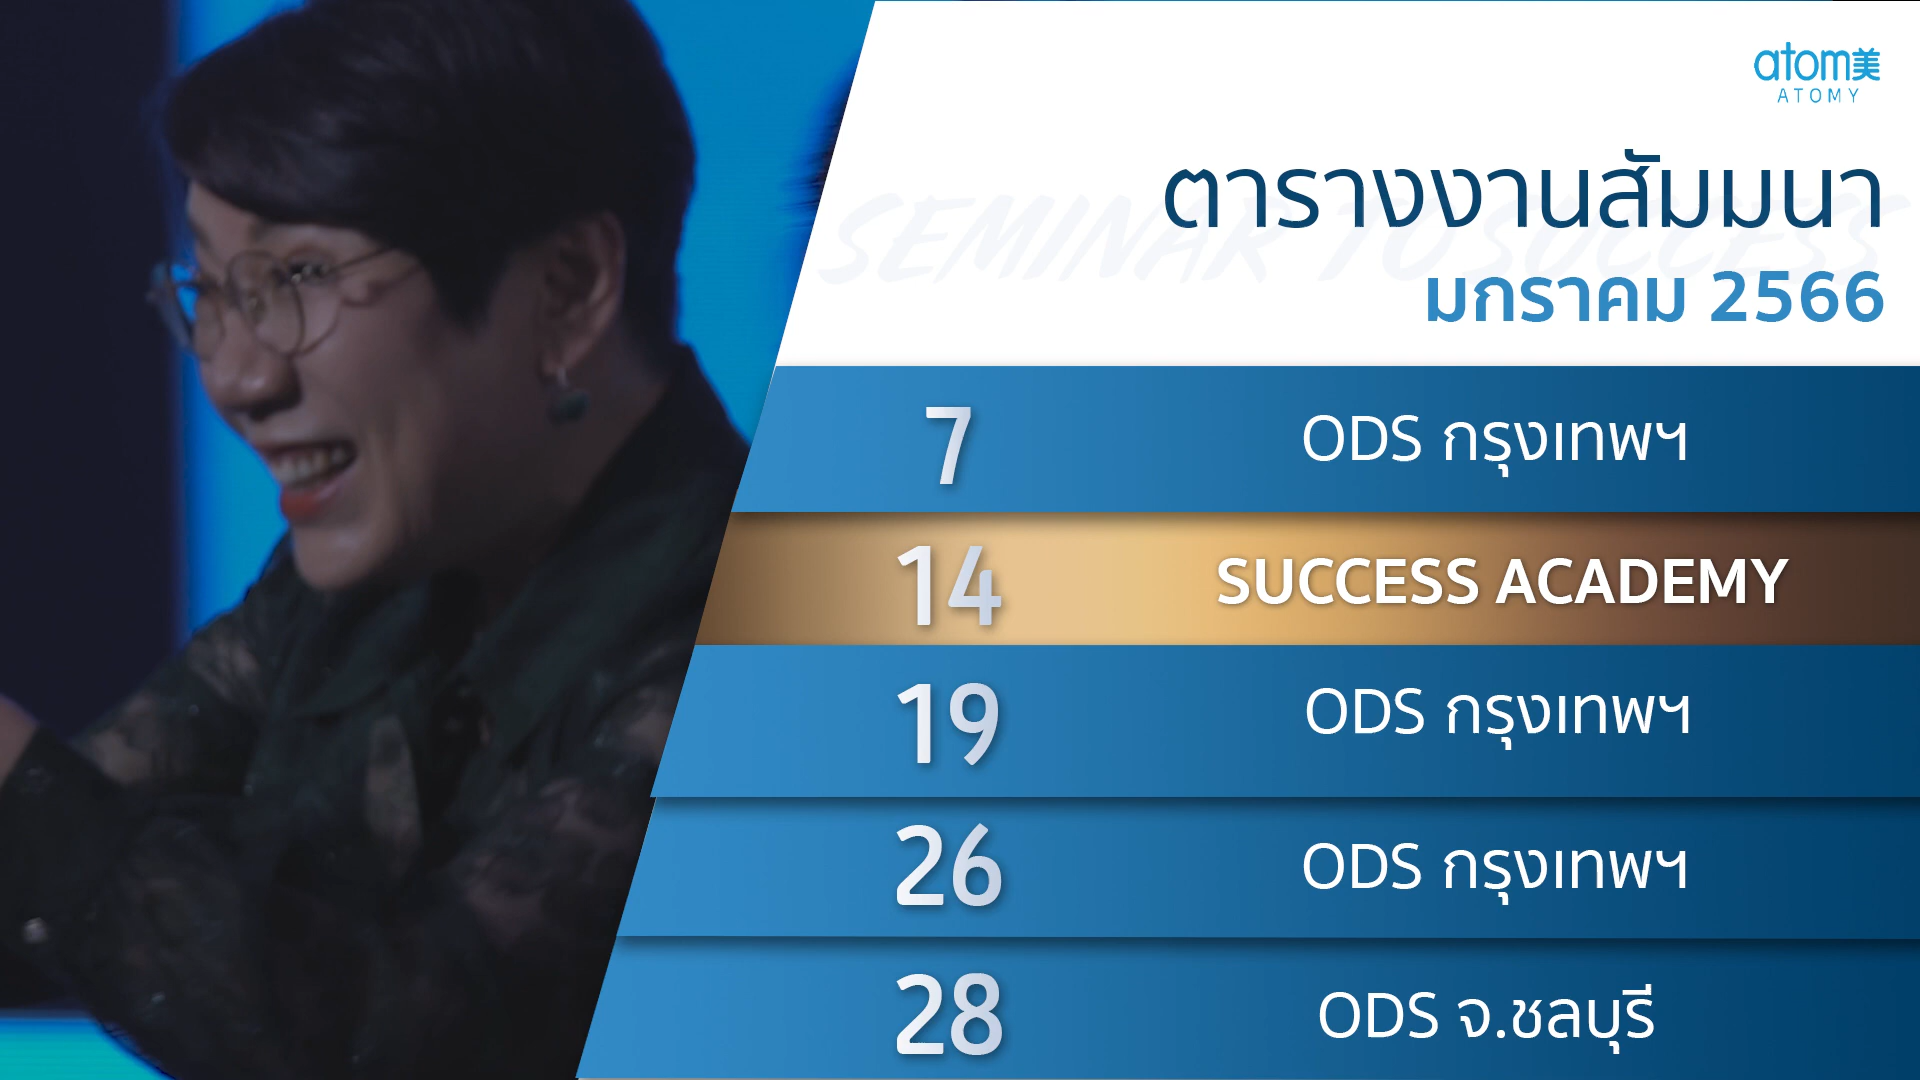 atom美
ATOMY
ตารางงานสัมมนา
SEMINAR TO SUCCESS
มกราคม 2566
7 ODS กรุงเทพฯ
14 SUCCESS ACADEMY
19 ODS กรุงเทพฯ
26 ODS กรุงเทพฯ
28 ODS จ.ชลบุรี